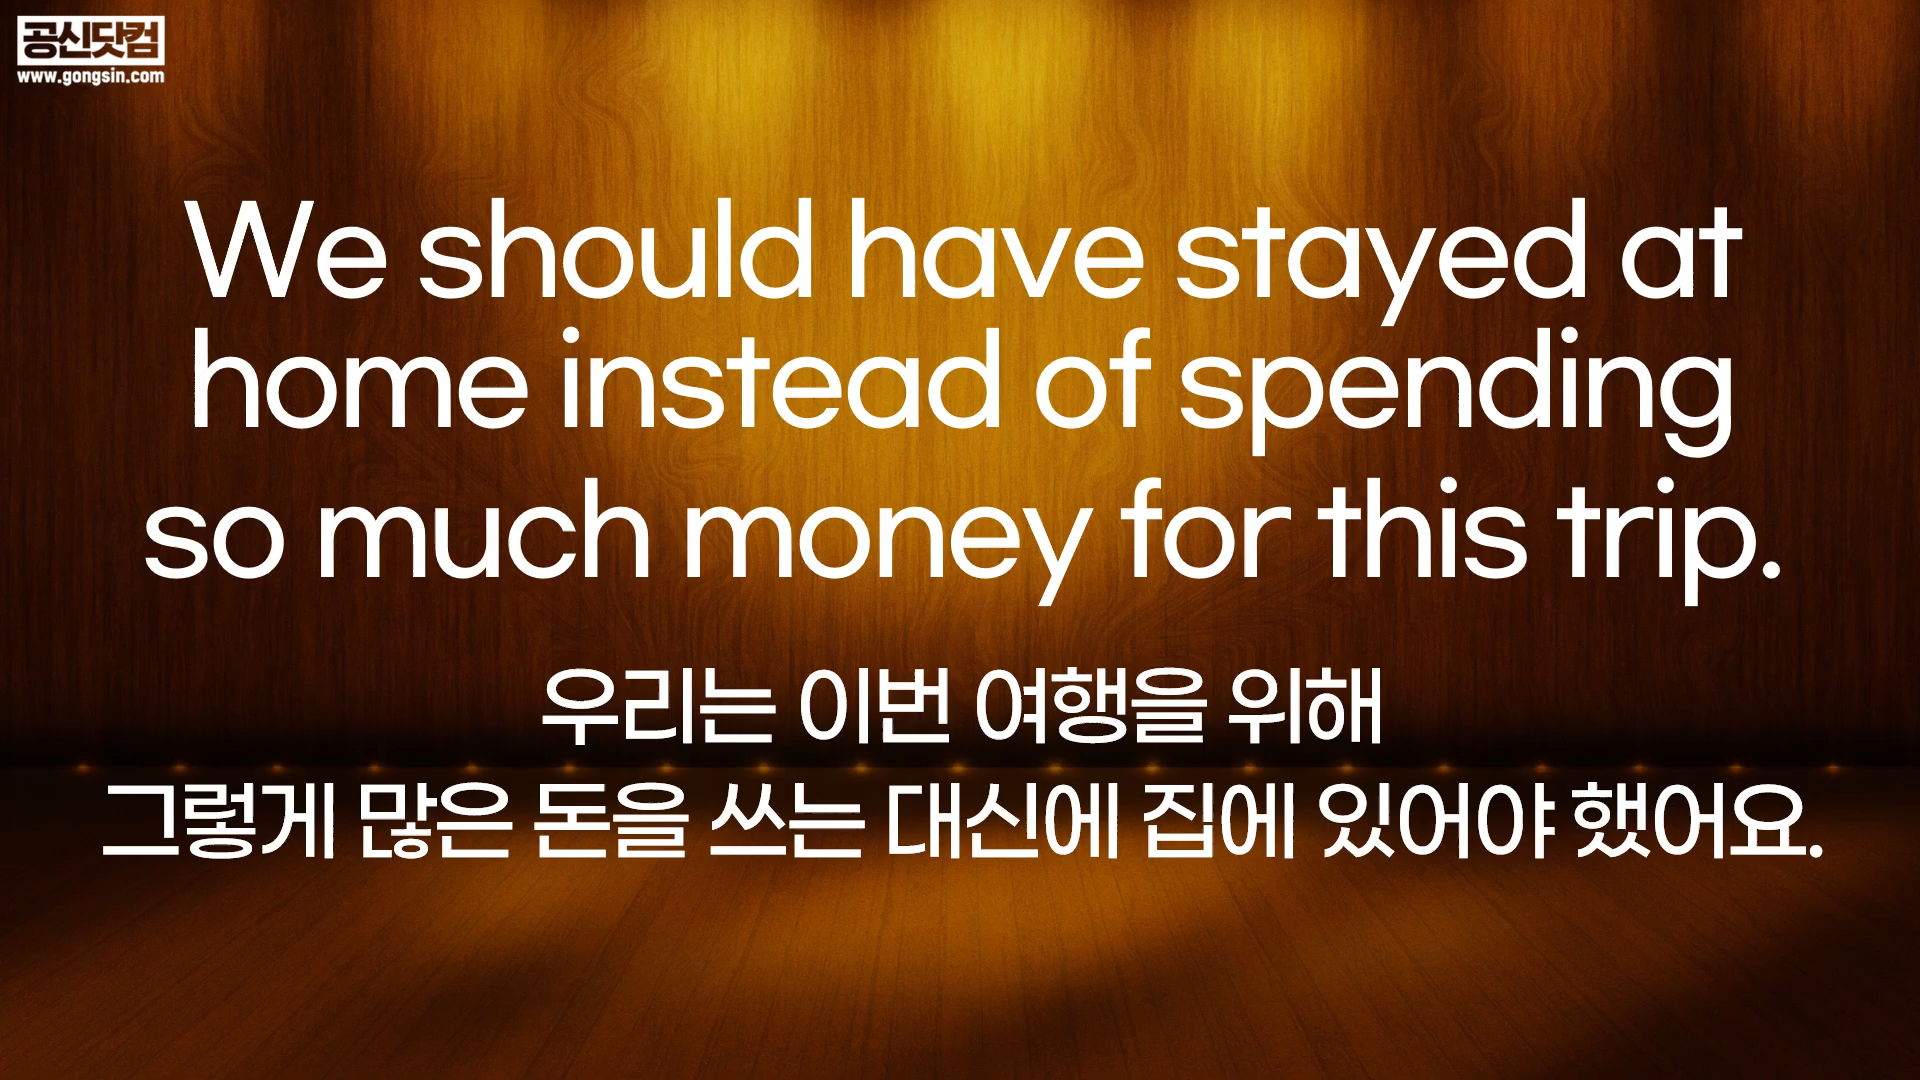 공신닷컴
www.gongsin.com
We should have stayed at
home instead of spending
so much money for this trip.
우리는 이번 여행을 위해
그렇게 많은 돈을 쓰는 대신에 집에 있어야 했어요.